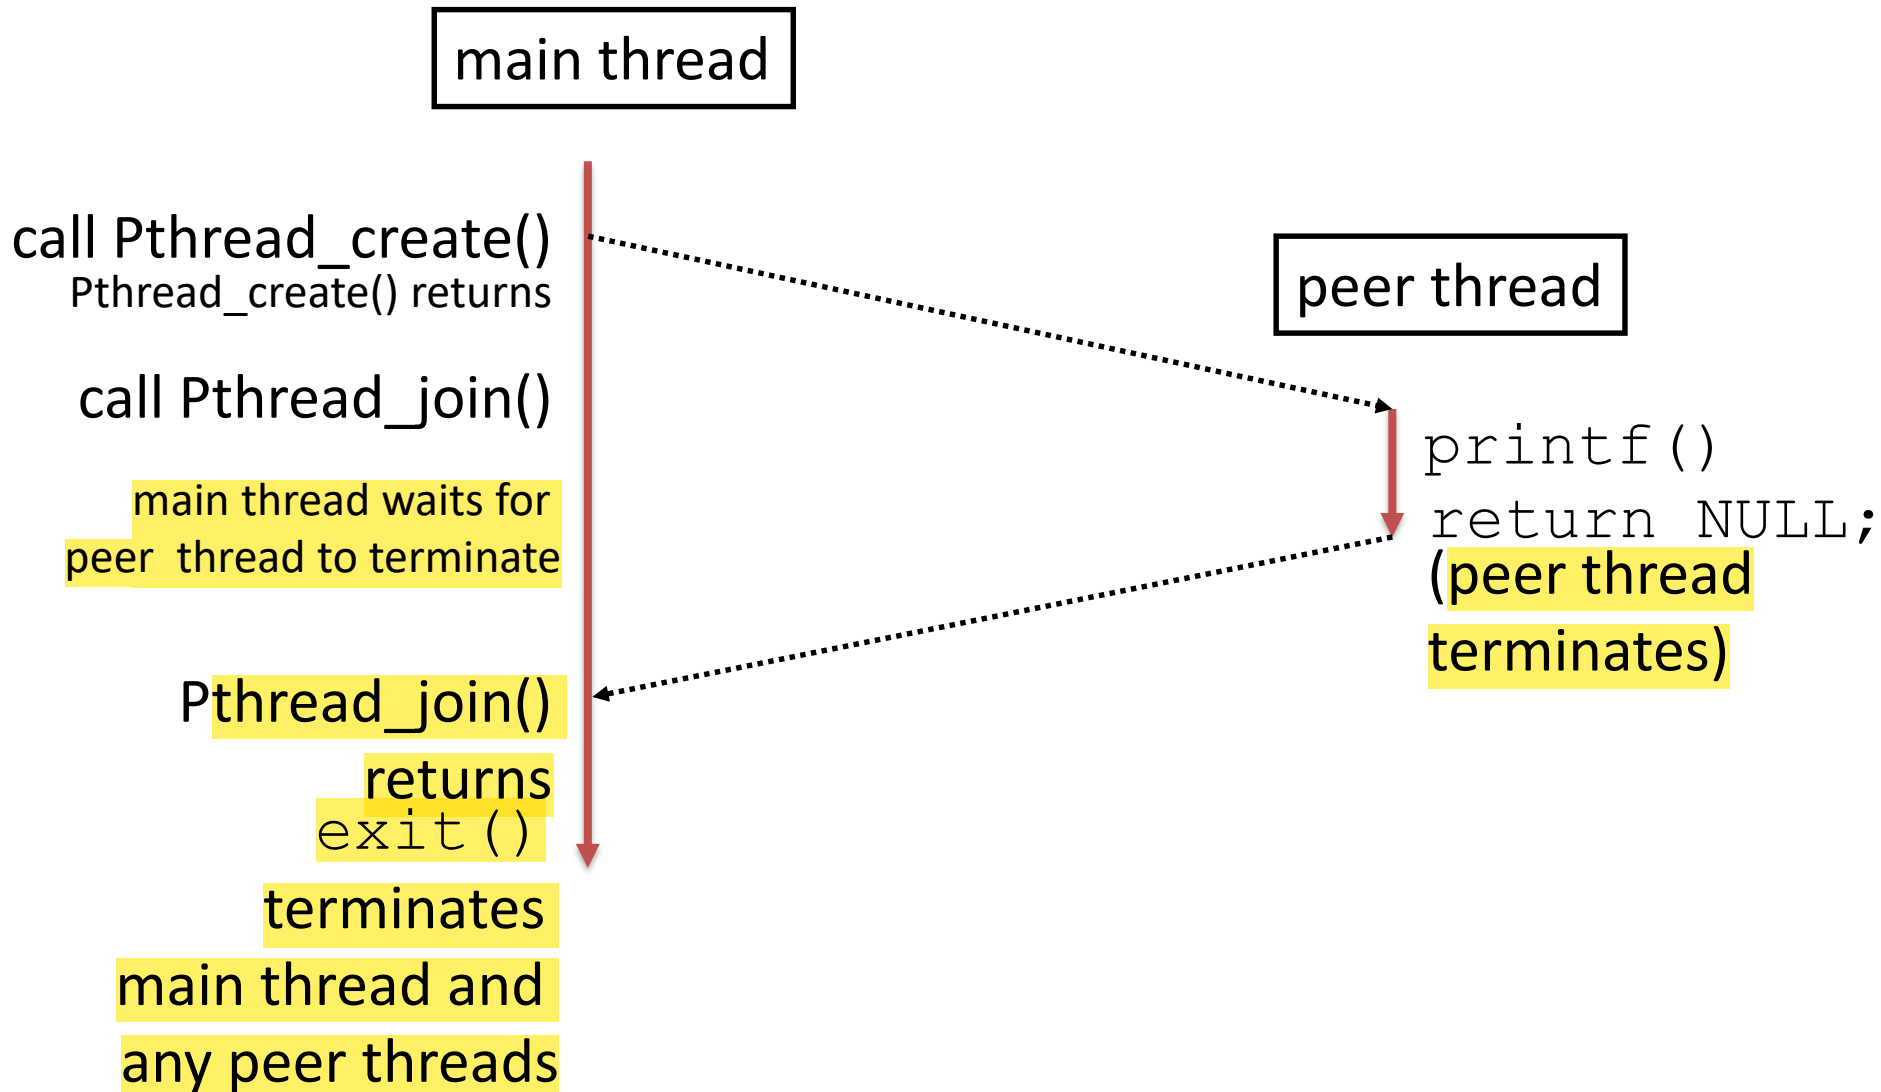 main thread
call Pthread_create()
Pthread_create() returns
call Pthread_join()
main thread waits for
peer thread to terminate
Pthread_join()
returns
exit()
terminates
main thread and
any peer threads
peer thread
printf()
return NULL;
(peer thread
terminates)